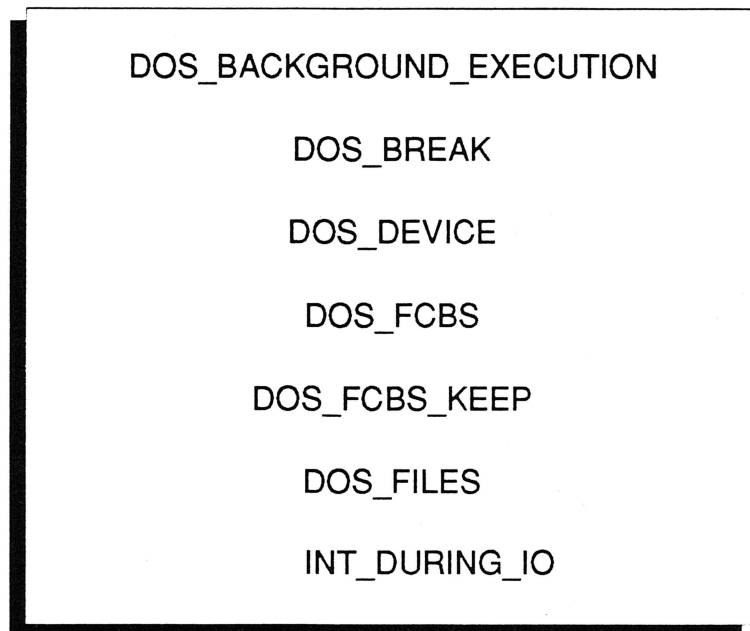 DOS_BACKGROUND_EXECUTION
DOS_BREAK
DOS_DEVICE
DOS_FCBS
DOS_FCBS_KEEP
DOS_FILES
INT_DURING_IO